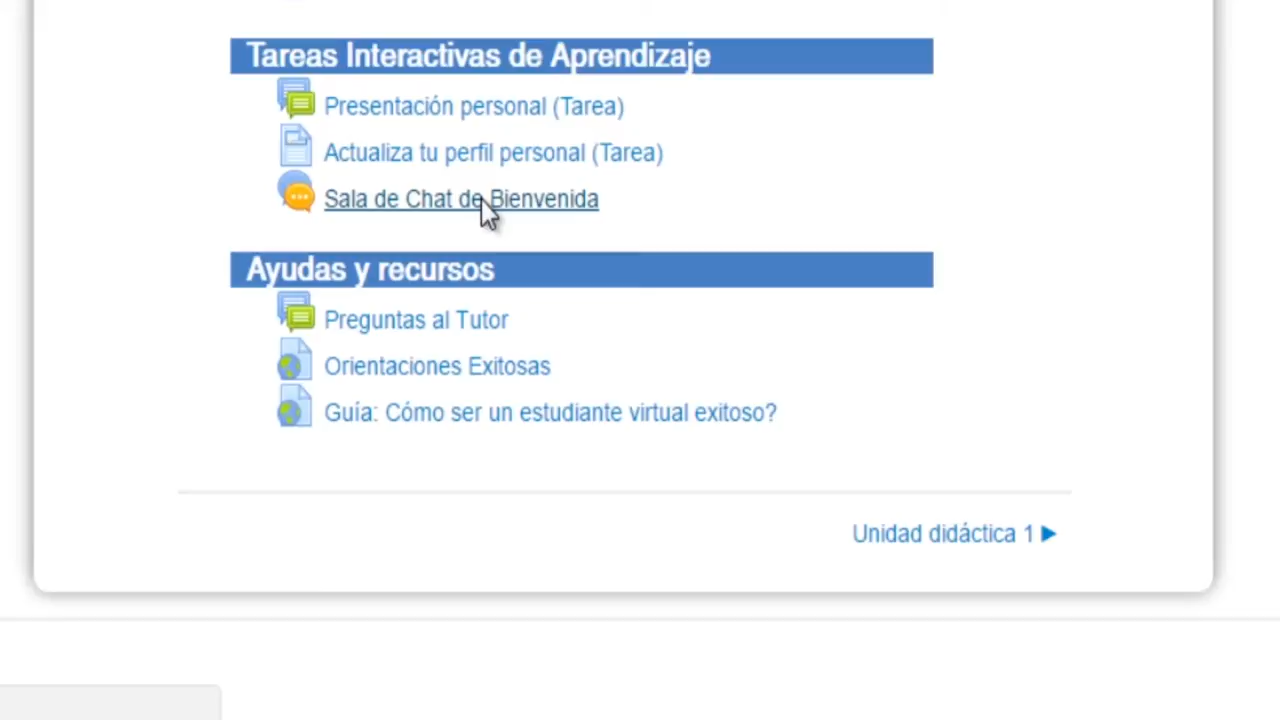 Tareas Interactivas de Aprendizaje
Presentación personal (Tarea)
Actualiza tu perfil personal (Tarea)
Sala de Chat de Bienvenida
Ayudas y recursos
Preguntas al Tutor
Orientaciones Exitosas
Guía: Cómo ser un estudiante virtual exitoso?
Unidad didáctica 1